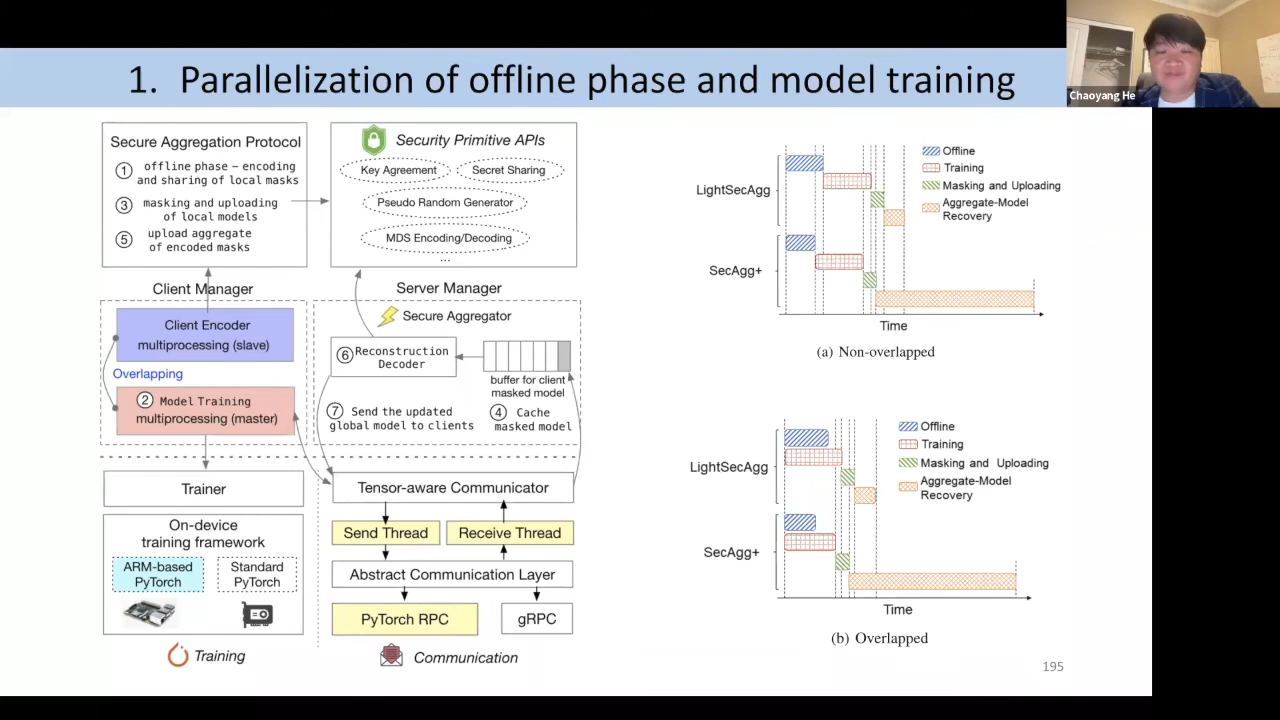 1. Parallelization of offline phase and model training
Chaoyang He
Secure Aggregation Protocol
① offline phase – encoding
and sharing of local masks
③ masking and uploading
of local models
⑤ upload aggregate
of encoded masks
Security Primitive APIs
Key Agreement
Secret Sharing
Pseudo Random Generator
MDS Encoding/Decoding
...
Client Manager
Client Encoder
multiprocessing (slave)
Overlapping
② Model Training
multiprocessing (master)
Server Manager
Secure Aggregator
⑥ Reconstruction
Decoder
buffer for client
masked model
⑦ Send the updated
global model to clients
④ Cache
masked model
Trainer
On-device
training framework
ARM-based
PyTorch
Standard
PyTorch
Training
Tensor-aware Communicator
Send Thread
Receive Thread
Abstract Communication Layer
PyTorch RPC
gRPC
Communication
LightSecAgg
SecAgg+
Offline
Training
Masking and Uploading
Aggregate-Model
Recovery
Time
(a) Non-overlapped
LightSecAgg
SecAgg+
Offline
Training
Masking and Uploading
Aggregate-Model
Recovery
Time
(b) Overlapped
195